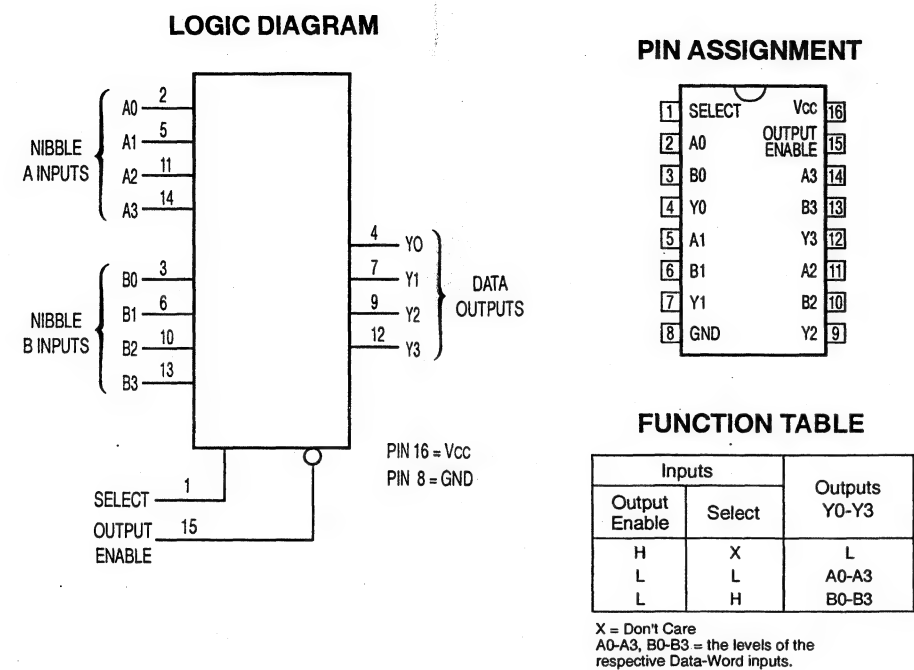 LOGIC DIAGRAM
NIBBLE
A INPUTS
A0 2
A1 5
A2 11
A3 14
NIBBLE
B INPUTS
B0 3
B1 6
B2 10
B3 13
4 Y0
7 Y1
9 Y2
12 Y3
DATA
OUTPUTS
SELECT 1
OUTPUT 15
ENABLE
PIN 16 = VCC
PIN 8 = GND
PIN ASSIGNMENT
1 SELECT VCC 16
2 A0 OUTPUT ENABLE 15
3 B0 A3 14
4 Y0 B3 13
5 A1 Y3 12
6 B1 A2 11
7 Y1 B2 10
8 GND Y2 9
FUNCTION TABLE
Inputs
Outputs
Y0-Y3
Output
Enable
Select
H X L
L L A0-A3
L H B0-B3
X = Don't Care
A0-A3, B0-B3 = the levels of the
respective Data-Word inputs.